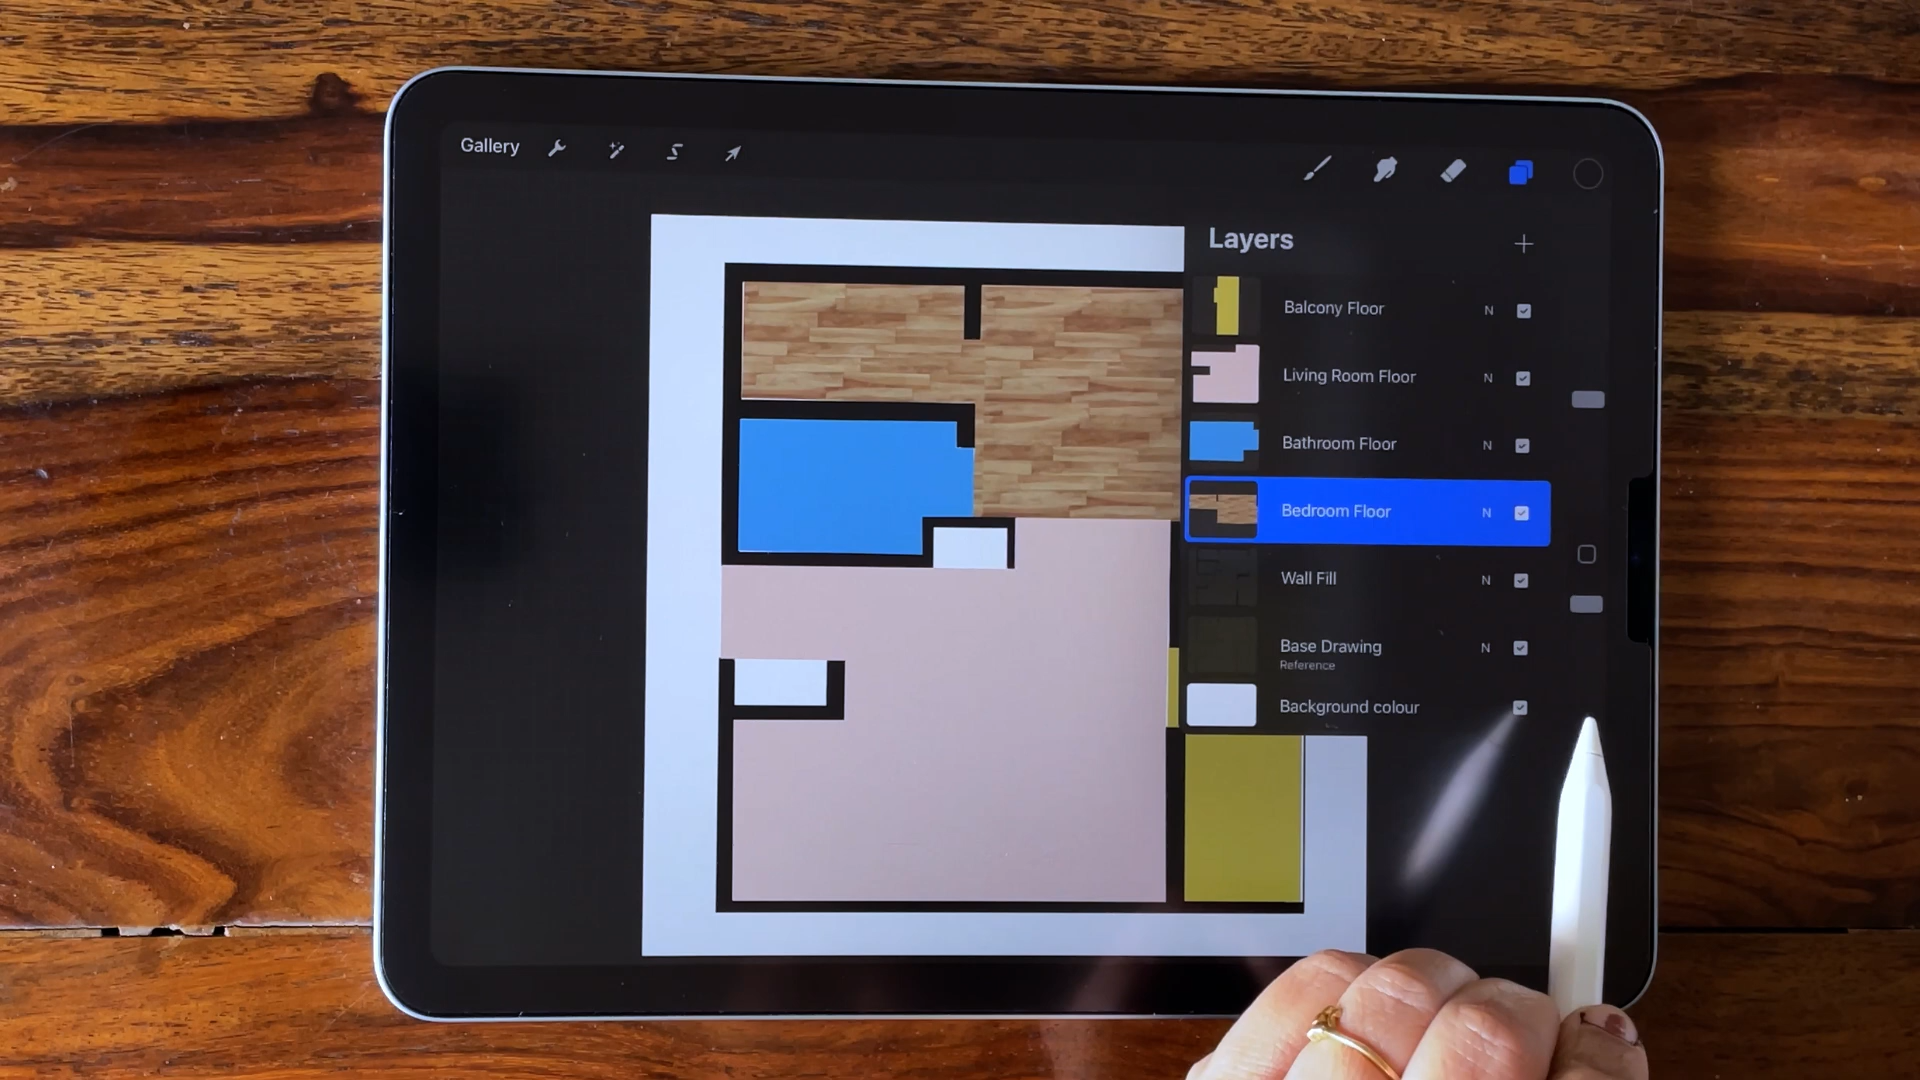 Gallery
Layers
Balcony Floor N
Living Room Floor N
Bathroom Floor N
Bedroom Floor N
Wall Fill N
Base Drawing N
Reference
Background colour